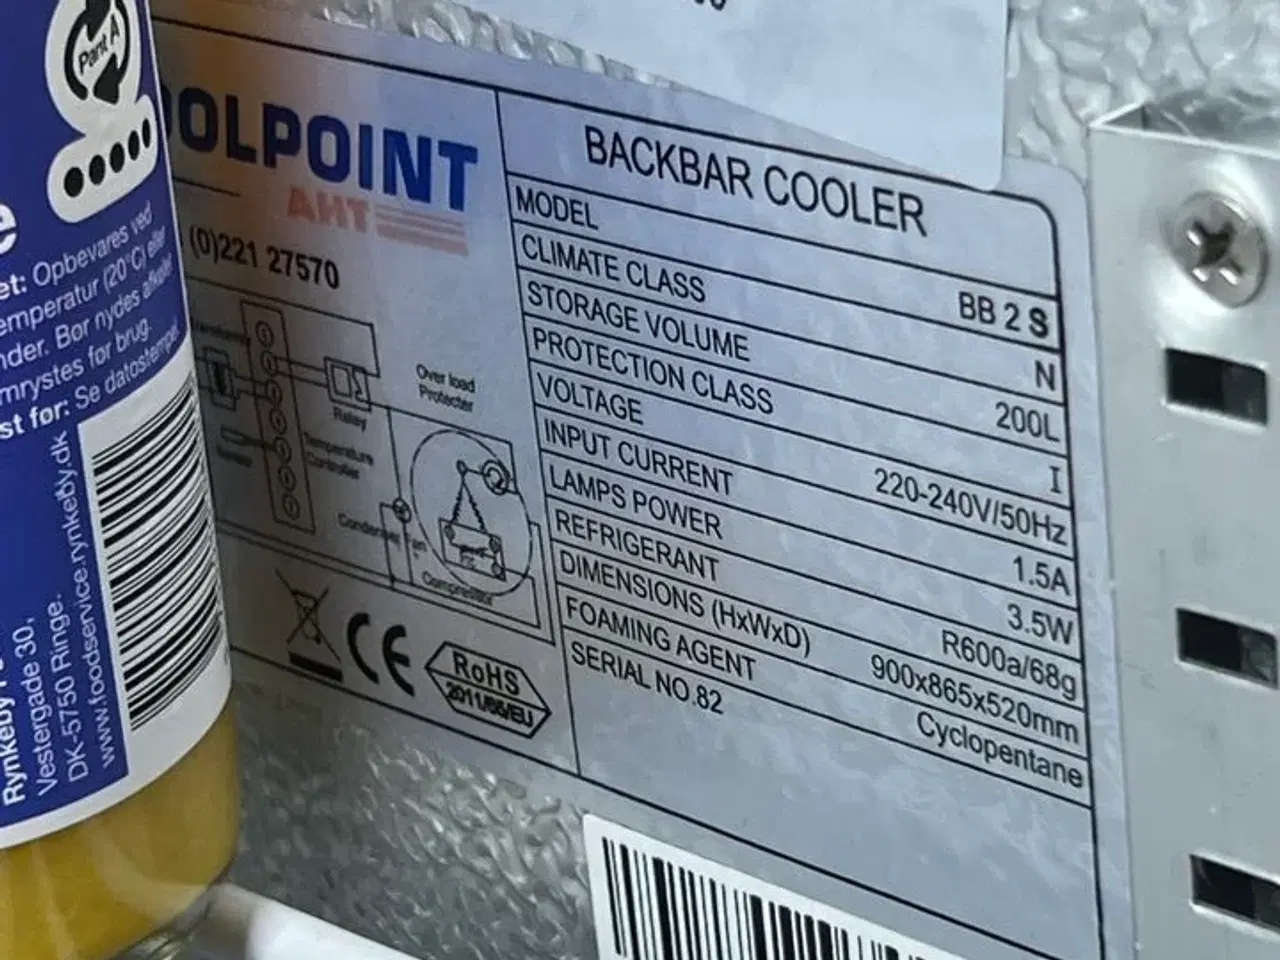 Pant A
et: Opbevares ved
emperatur (20°C) eller
nder. Bør nydes afkølet
mrystes før brug.
st før: Se datostempel
Vestergade 30,
DK-5750 Ringe.
www.foodservice.rynkeby.dk
OLPOINT
AHT
(0)221 27570
Over load
Protecter
Relay
Temperature
Controller
Condenser Fan
Compressor
CE
RoHS
2011/65/EU
BACKBAR COOLER
MODEL BB 2 S
CLIMATE CLASS N
STORAGE VOLUME 200L
PROTECTION CLASS I
VOLTAGE 220-240V/50Hz
INPUT CURRENT 1.5A
LAMPS POWER 3.5W
REFRIGERANT R600a/68g
DIMENSIONS (HxWxD) 900x865x520mm
FOAMING AGENT Cyclopentane
SERIAL NO.82